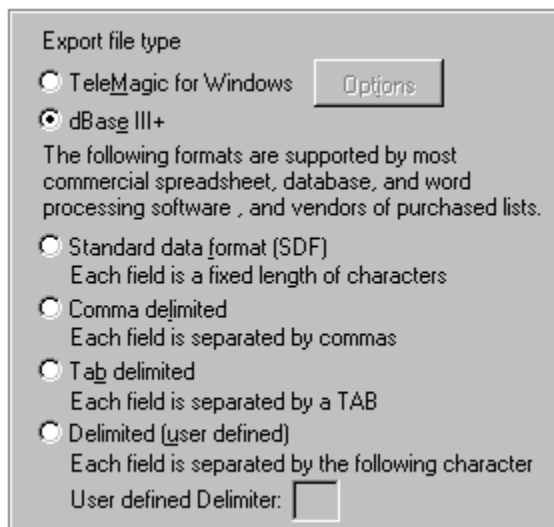 Export file type
TeleMagic for Windows Options
dBase III+
The following formats are supported by most
commercial spreadsheet, database, and word
processing software , and vendors of purchased lists.
Standard data format (SDF)
Each field is a fixed length of characters
Comma delimited
Each field is separated by commas
Tab delimited
Each field is separated by a TAB
Delimited (user defined)
Each field is separated by the following character
User defined Delimiter: